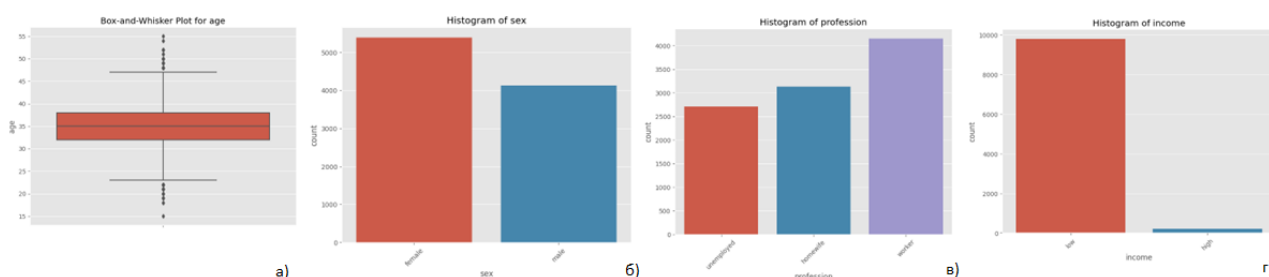 Box-and-Whisker Plot for age
55
50
45
40
35
30
25
20
15
age
а)
Histogram of sex
5000
4000
3000
2000
1000
0
count
female
male
sex
б)
Histogram of profession
4000
3500
3000
2500
2000
1500
1000
500
0
count
unemployed
homewife
worker
profession
в)
Histogram of income
10000
8000
6000
4000
2000
0
count
low
high
income
г